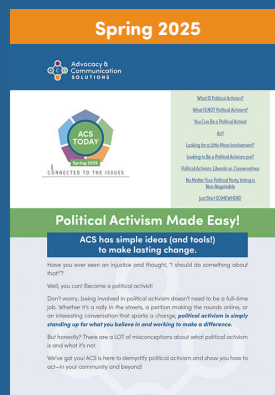 Spring 2025
Advocacy &
Communication
SOLUTIONS
ACS
TODAY
Spring 2025
CONNECTED TO THE ISSUES
What IS Political Activism?
What IS NOT Political Activism?
You Can Be a Political Activist
Act!
Looking for a Little More Involvement?
Looking to Be a Political Activism pro?
Political Activism: Liberals vs. Conservatives
No Matter Your Political Party, Voting is
Non-Negotiable
Just Start SOMEWHERE!
Political Activism Made Easy!
ACS has simple ideas (and tools!)
to make lasting change.
Have you ever seen an injustice and thought, "I should do something about
that!"?
Well, you can! Become a political activist!
Don't worry...being involved in political activism doesn't need to be a full-time
job. Whether it's a rally in the streets, a petition making the rounds online, or
an interesting conversation that sparks a change, political activism is simply
standing up for what you believe in and working to make a difference.
But honestly? There are a LOT of misconceptions about what political activism
is and what it's not.
We've got you! ACS is here to demystify political activism and show you how to
act—in your community and beyond!